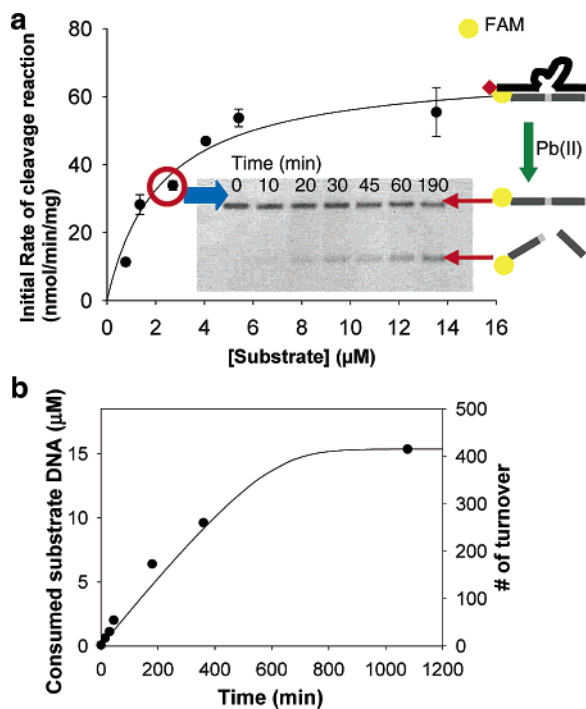 a
FAM
Initial Rate of cleavage reaction
(nmol/min/mg)
80
60
40
20
0
Time (min)
0 10 20 30 45 60 190
Pb(II)
0 2 4 6 8 10 12 14 16
[Substrate] (µM)
b
Consumed substrate DNA (µM)
15
10
5
0
500
400
300
200
100
0
# of turnover
0 200 400 600 800 1000 1200
Time (min)